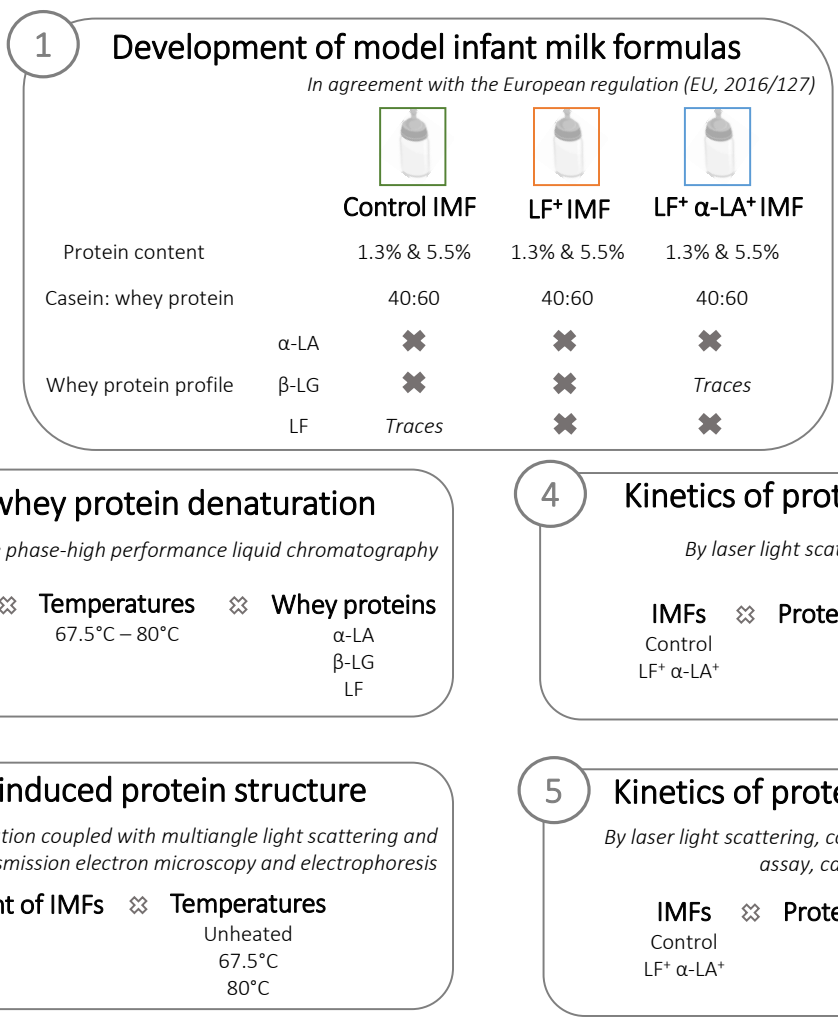 1
Development of model infant milk formulas
In agreement with the European regulation (EU, 2016/127)
Control IMF LF⁺ IMF LF⁺ α-LA⁺ IMF
Protein content 1.3% & 5.5% 1.3% & 5.5% 1.3% & 5.5%
Casein: whey protein 40:60 40:60 40:60
α-LA ✖ ✖ ✖
Whey protein profile β-LG ✖ ✖ Traces
LF Traces ✖ ✖
whey protein denaturation
phase-high performance liquid chromatography
Temperatures Whey proteins
67.5°C – 80°C α-LA
β-LG
LF
4
Kinetics of prot
By laser light scat
IMFs Prote
Control
LF⁺ α-LA⁺
induced protein structure
tion coupled with multiangle light scattering and
smission electron microscopy and electrophoresis
nt of IMFs Temperatures
Unheated
67.5°C
80°C
5
Kinetics of prote
By laser light scattering, co
assay, ca
IMFs Prote
Control
LF⁺ α-LA⁺